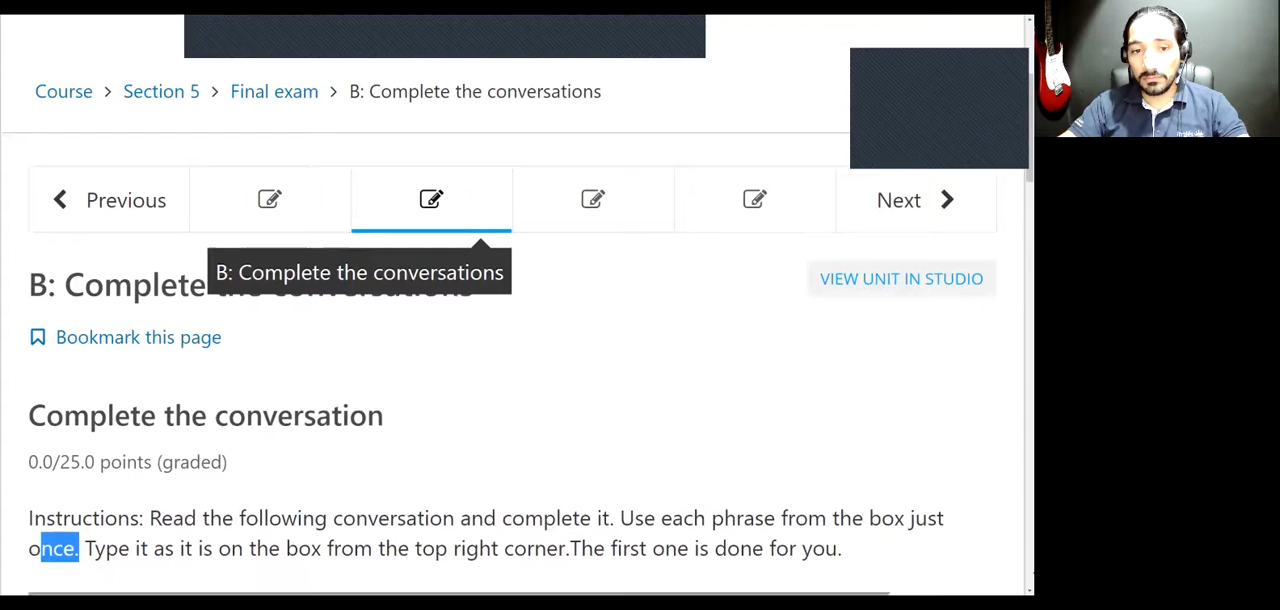 Course > Section 5 > Final exam > B: Complete the conversations
Previous
Next
B: Complete the conversations
B: Complete
VIEW UNIT IN STUDIO
Bookmark this page
Complete the conversation
0.0/25.0 points (graded)
Instructions: Read the following conversation and complete it. Use each phrase from the box just
once. Type it as it is on the box from the top right corner.The first one is done for you.